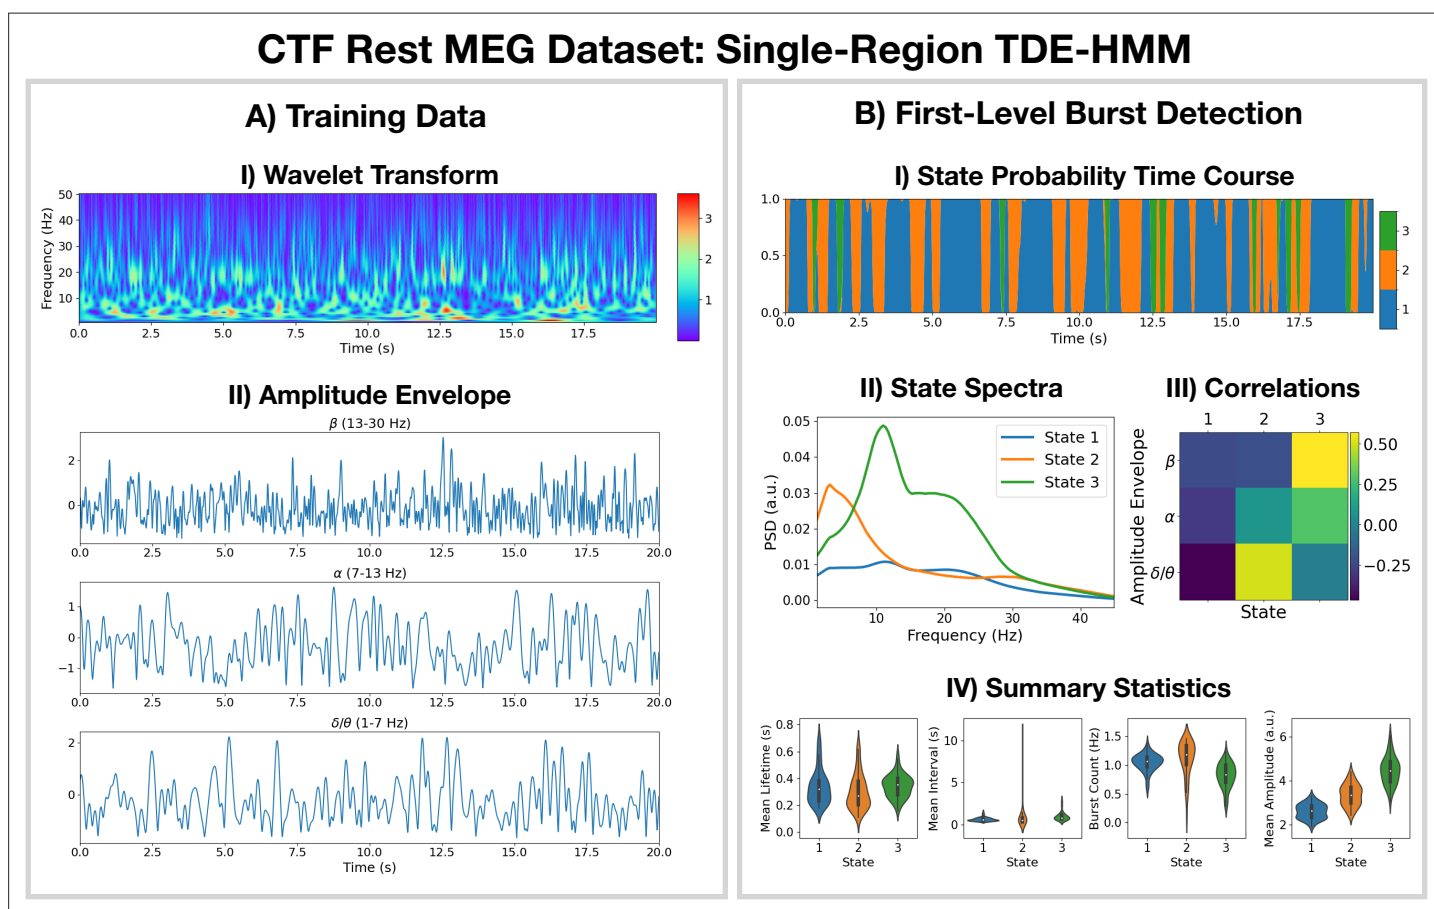 CTF Rest MEG Dataset: Single-Region TDE-HMM
A) Training Data
I) Wavelet Transform
Frequency (Hz)
50
40
30
20
10
0.0 2.5 5.0 7.5 10.0 12.5 15.0 17.5
Time (s)
3
2
1
II) Amplitude Envelope
β (13-30 Hz)
2
0
0.0 2.5 5.0 7.5 10.0 12.5 15.0 17.5 20.0
α (7-13 Hz)
1
0
−1
0.0 2.5 5.0 7.5 10.0 12.5 15.0 17.5 20.0
δ/θ (1-7 Hz)
2
0
0.0 2.5 5.0 7.5 10.0 12.5 15.0 17.5 20.0
Time (s)
B) First-Level Burst Detection
I) State Probability Time Course
1.0
0.5
0.0
0.0 2.5 5.0 7.5 10.0 12.5 15.0 17.5
Time (s)
3
2
1
II) State Spectra
PSD (a.u.)
0.05
0.04
0.03
0.02
0.01
0.00
State 1
State 2
State 3
10 20 30 40
Frequency (Hz)
III) Correlations
1 2 3
Amplitude Envelope
β
α
δ/θ
State
0.50
0.25
0.00
−0.25
IV) Summary Statistics
Mean Lifetime (s)
0.8
0.6
0.4
0.2
0.0
1 2 3
State
Mean Interval (s)
10
5
0
1 2 3
State
Burst Count (Hz)
1.5
1.0
0.5
0.0
1 2 3
State
Mean Amplitude (a.u.)
6
4
2
1 2 3
State